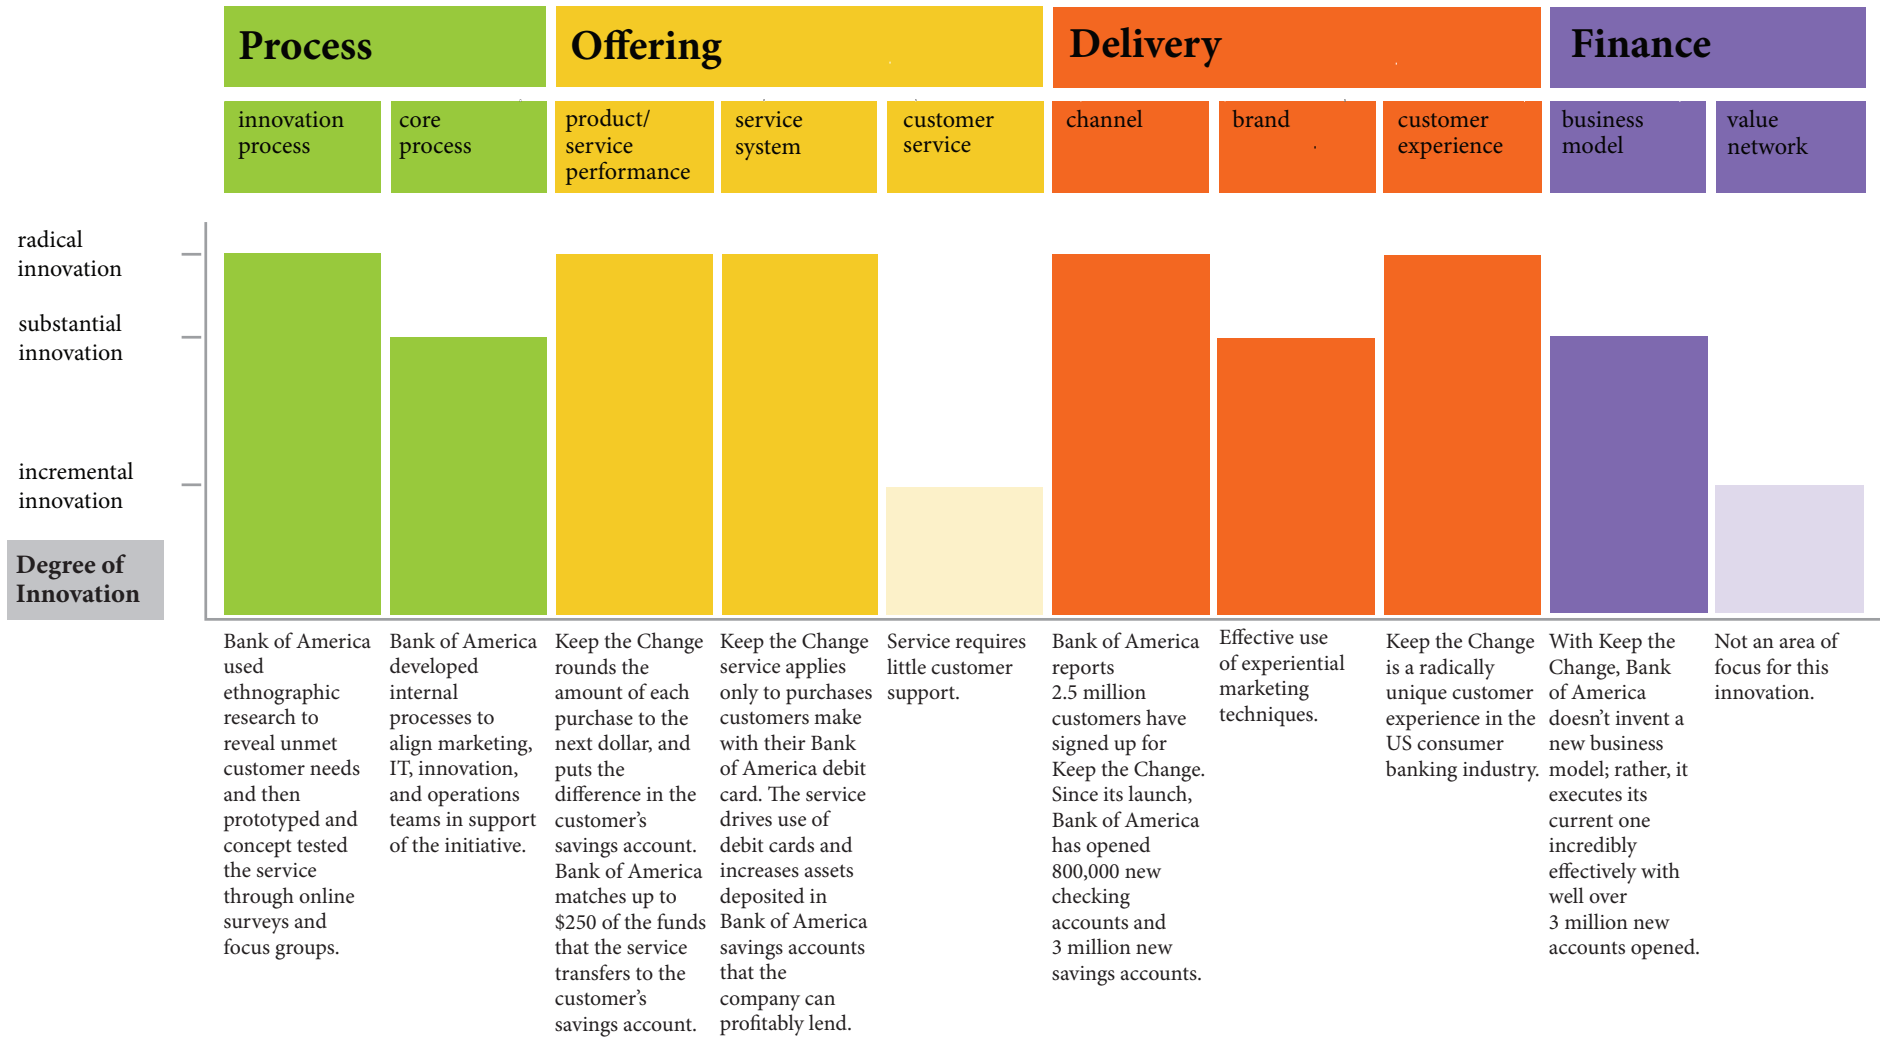 Process
Offering
Delivery
Finance
innovation
process
core
process
product/
service
performance
service
system
customer
service
channel
brand
customer
experience
business
model
value
network
radical
innovation
substantial
innovation
incremental
innovation
Degree of
Innovation
Bank of America
used
ethnographic
research to
reveal unmet
customer needs
and then
prototyped and
concept tested
the service
through online
surveys and
focus groups.
Bank of America
developed
internal
processes to
align marketing,
IT, innovation,
and operations
teams in support
of the initiative.
Keep the Change
rounds the
amount of each
purchase to the
next dollar, and
puts the
difference in the
customer’s
savings account.
Bank of America
matches up to
$250 of the funds
that the service
transfers to the
customer’s
savings account.
Keep the Change
service applies
only to purchases
customers make
with their Bank
of America debit
card. The service
drives use of
debit cards and
increases assets
deposited in
Bank of America
savings accounts
that the
company can
profitably lend.
Service requires
little customer
support.
Bank of America
reports
2.5 million
customers have
signed up for
Keep the Change.
Since its launch,
Bank of America
has opened
800,000 new
checking
accounts and
3 million new
savings accounts.
Effective use
of experiential
marketing
techniques.
Keep the Change
is a radically
unique customer
experience in the
US consumer
banking industry.
With Keep the
Change, Bank
of America
doesn’t invent a
new business
model; rather, it
executes its
current one
incredibly
effectively with
well over
3 million new
accounts opened.
Not an area of
focus for this
innovation.